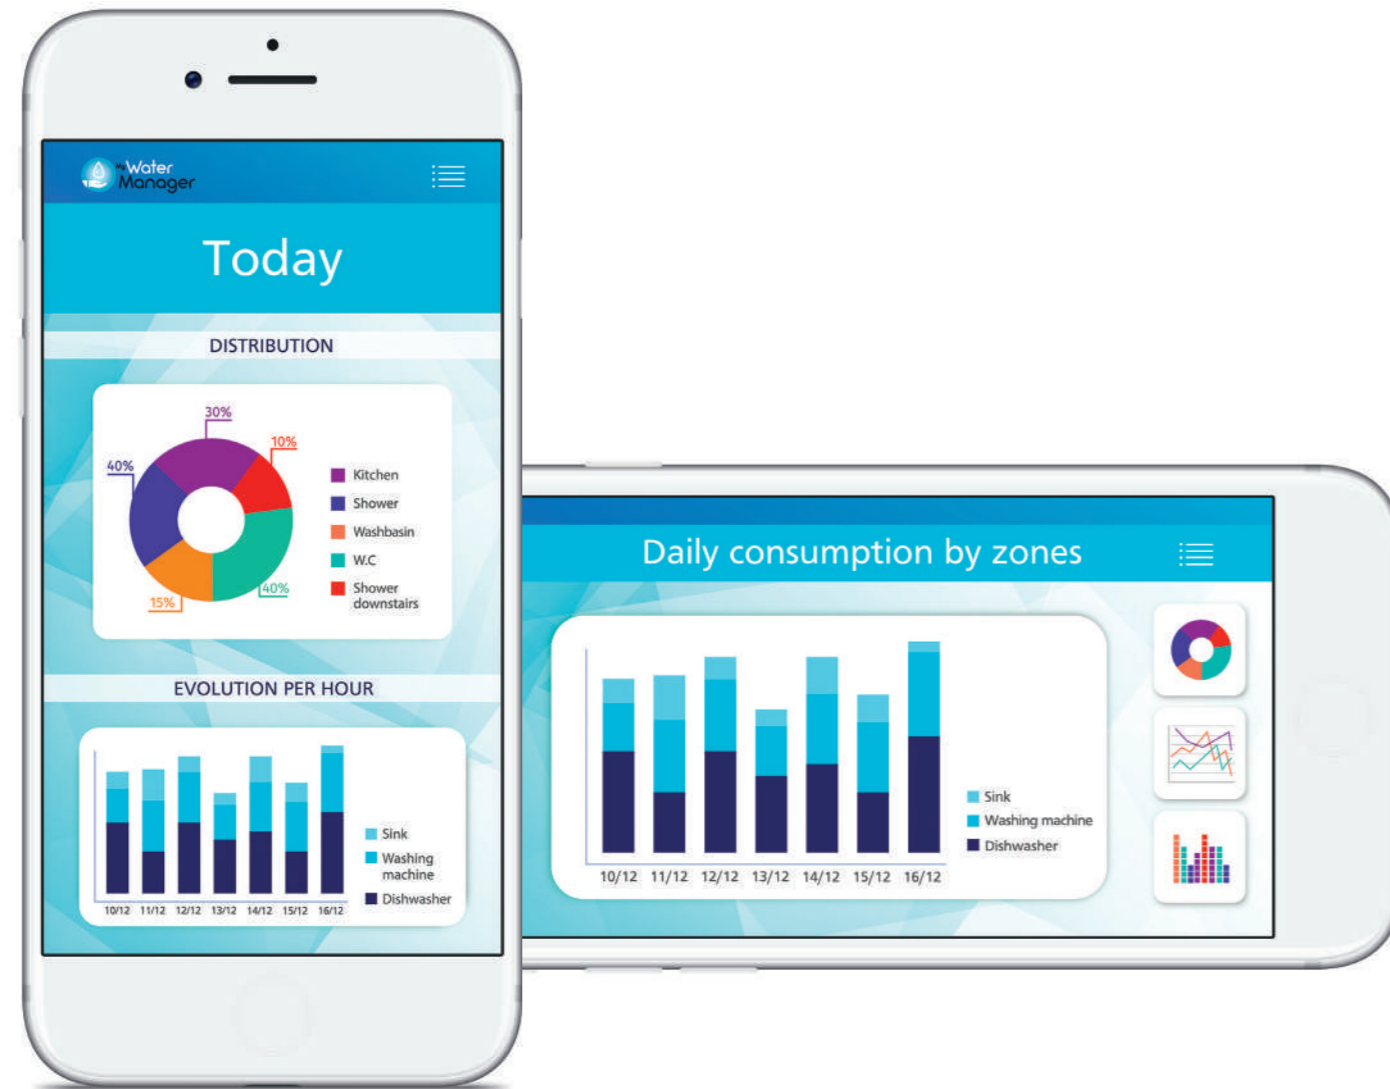 My Water
Manager
Today
DISTRIBUTION
30%
10%
40%
15%
40%
Kitchen
Shower
Washbasin
W.C
Shower
downstairs
EVOLUTION PER HOUR
Sink
Washing
machine
Dishwasher
10/12 11/12 12/12 13/12 14/12 15/12 16/12
Daily consumption by zones
Sink
Washing machine
Dishwasher
10/12 11/12 12/12 13/12 14/12 15/12 16/12